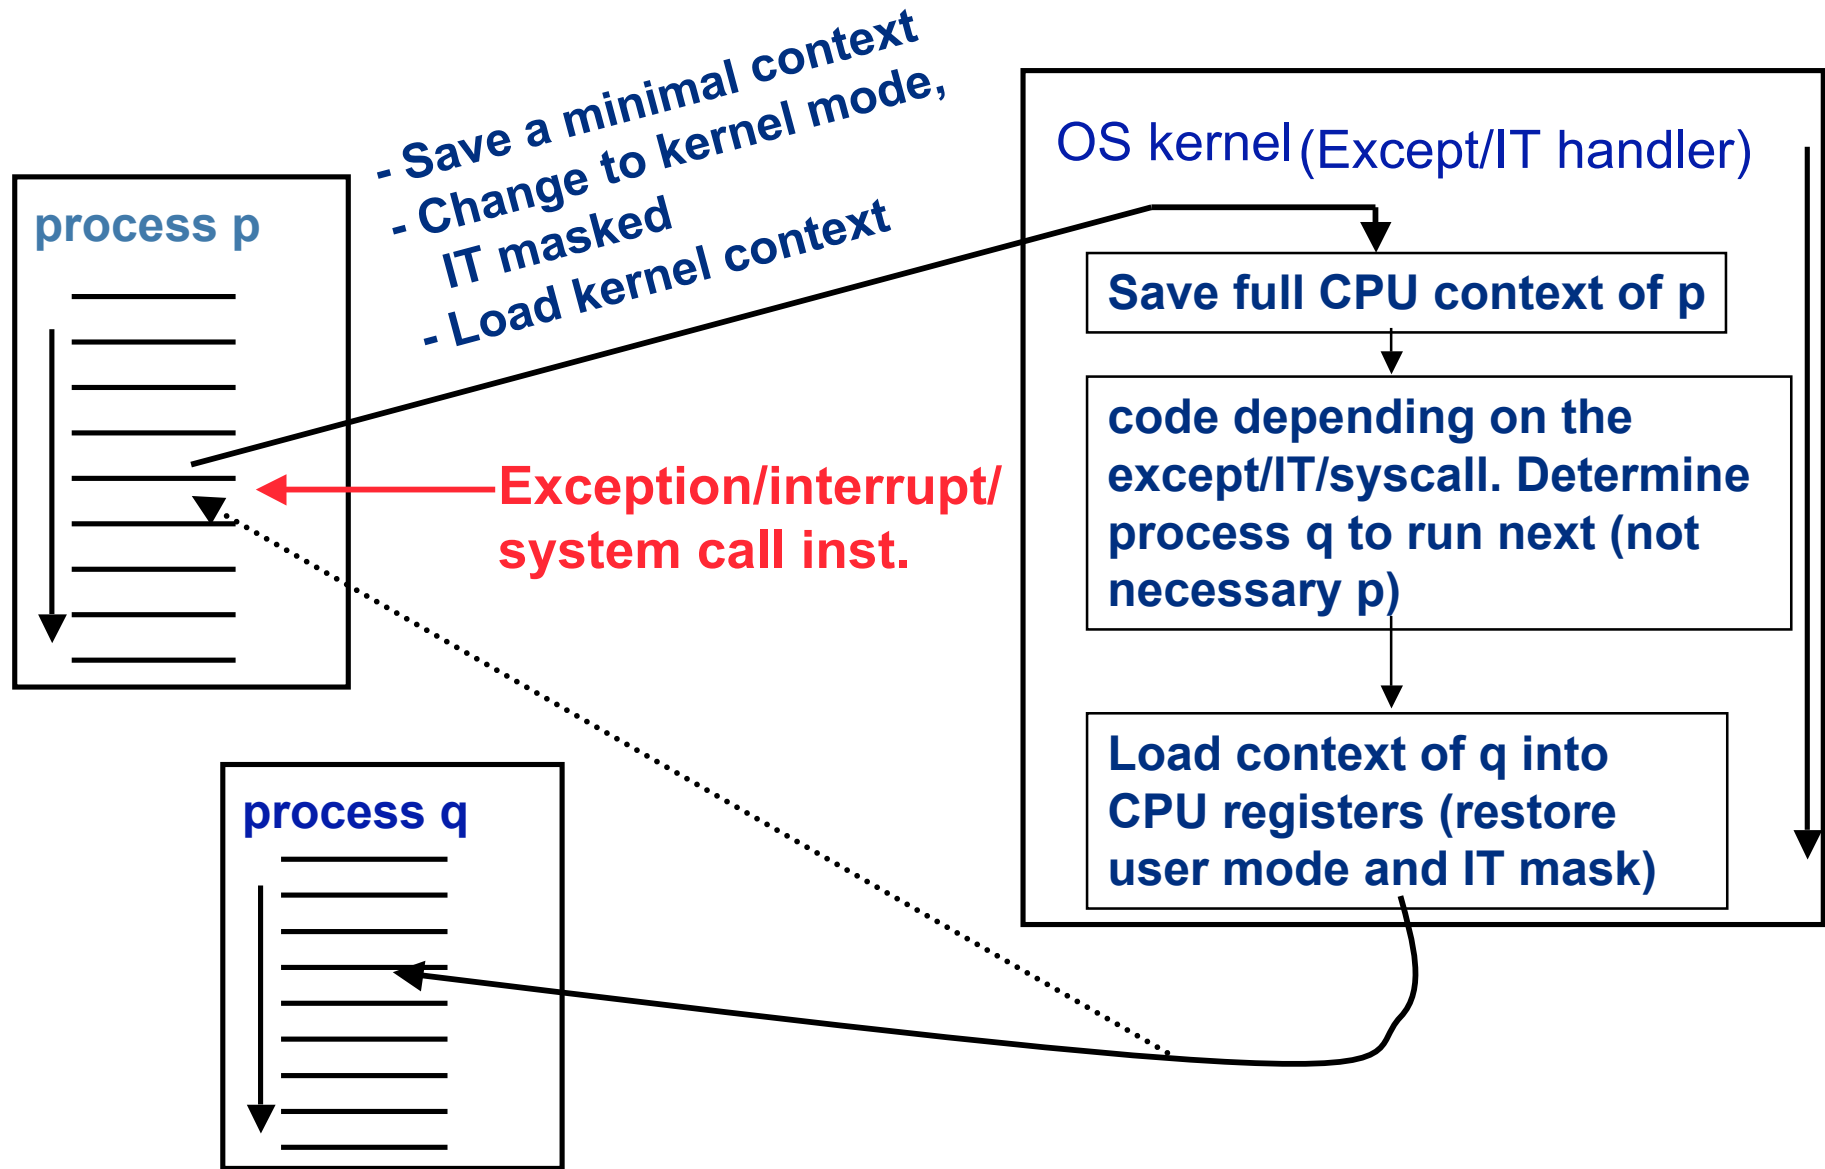 - Save a minimal context
- Change to kernel mode,
IT masked
- Load kernel context
OS kernel (Except/IT handler)
process p
Save full CPU context of p
code depending on the
except/IT/syscall. Determine
process q to run next (not
necessary p)
Exception/interrupt/
system call inst.
Load context of q into
CPU registers (restore
user mode and IT mask)
process q